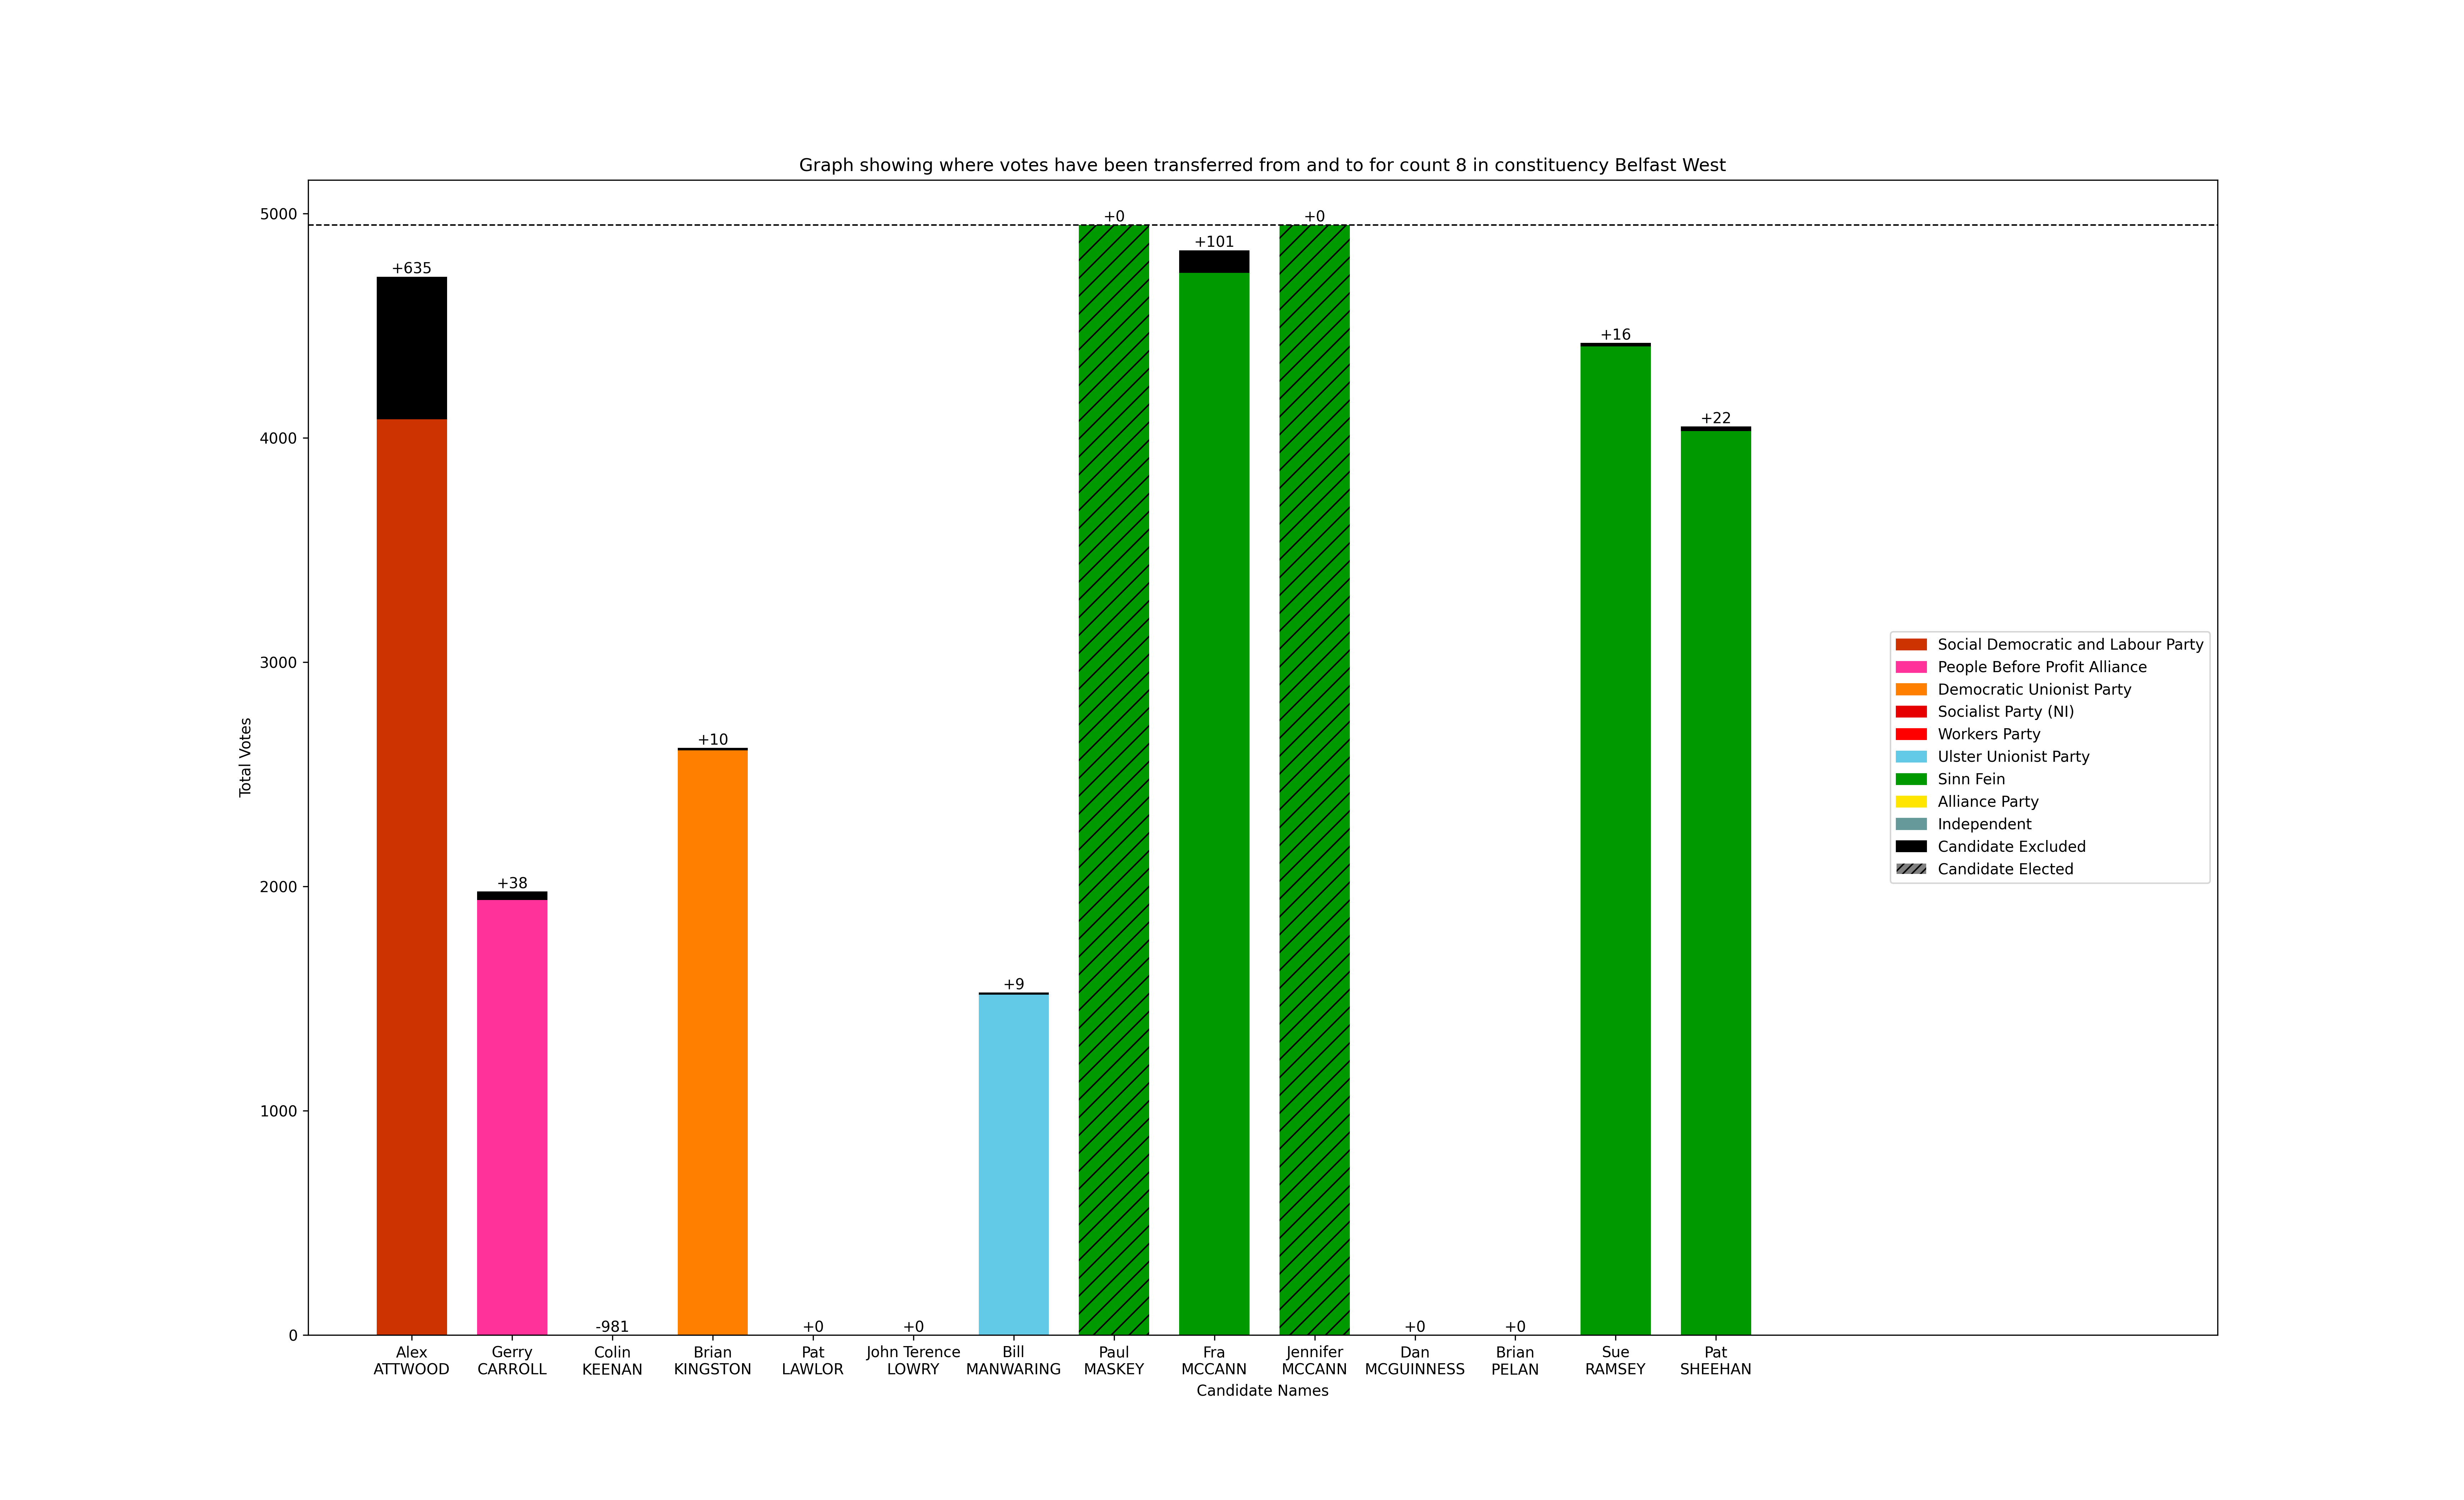 Graph showing where votes have been transferred from and to for count 8 in constituency Belfast West
5000
4000
3000
2000
1000
0
Total Votes
+635
+38
-981
+10
+0
+0
+9
+0
+101
+0
+0
+0
+16
+22
Alex
ATTWOOD
Gerry
CARROLL
Colin
KEENAN
Brian
KINGSTON
Pat
LAWLOR
John Terence
LOWRY
Bill
MANWARING
Paul
MASKEY
Fra
MCCANN
Jennifer
MCCANN
Dan
MCGUINNESS
Brian
PELAN
Sue
RAMSEY
Pat
SHEEHAN
Candidate Names
Social Democratic and Labour Party
People Before Profit Alliance
Democratic Unionist Party
Socialist Party (NI)
Workers Party
Ulster Unionist Party
Sinn Fein
Alliance Party
Independent
Candidate Excluded
Candidate Elected